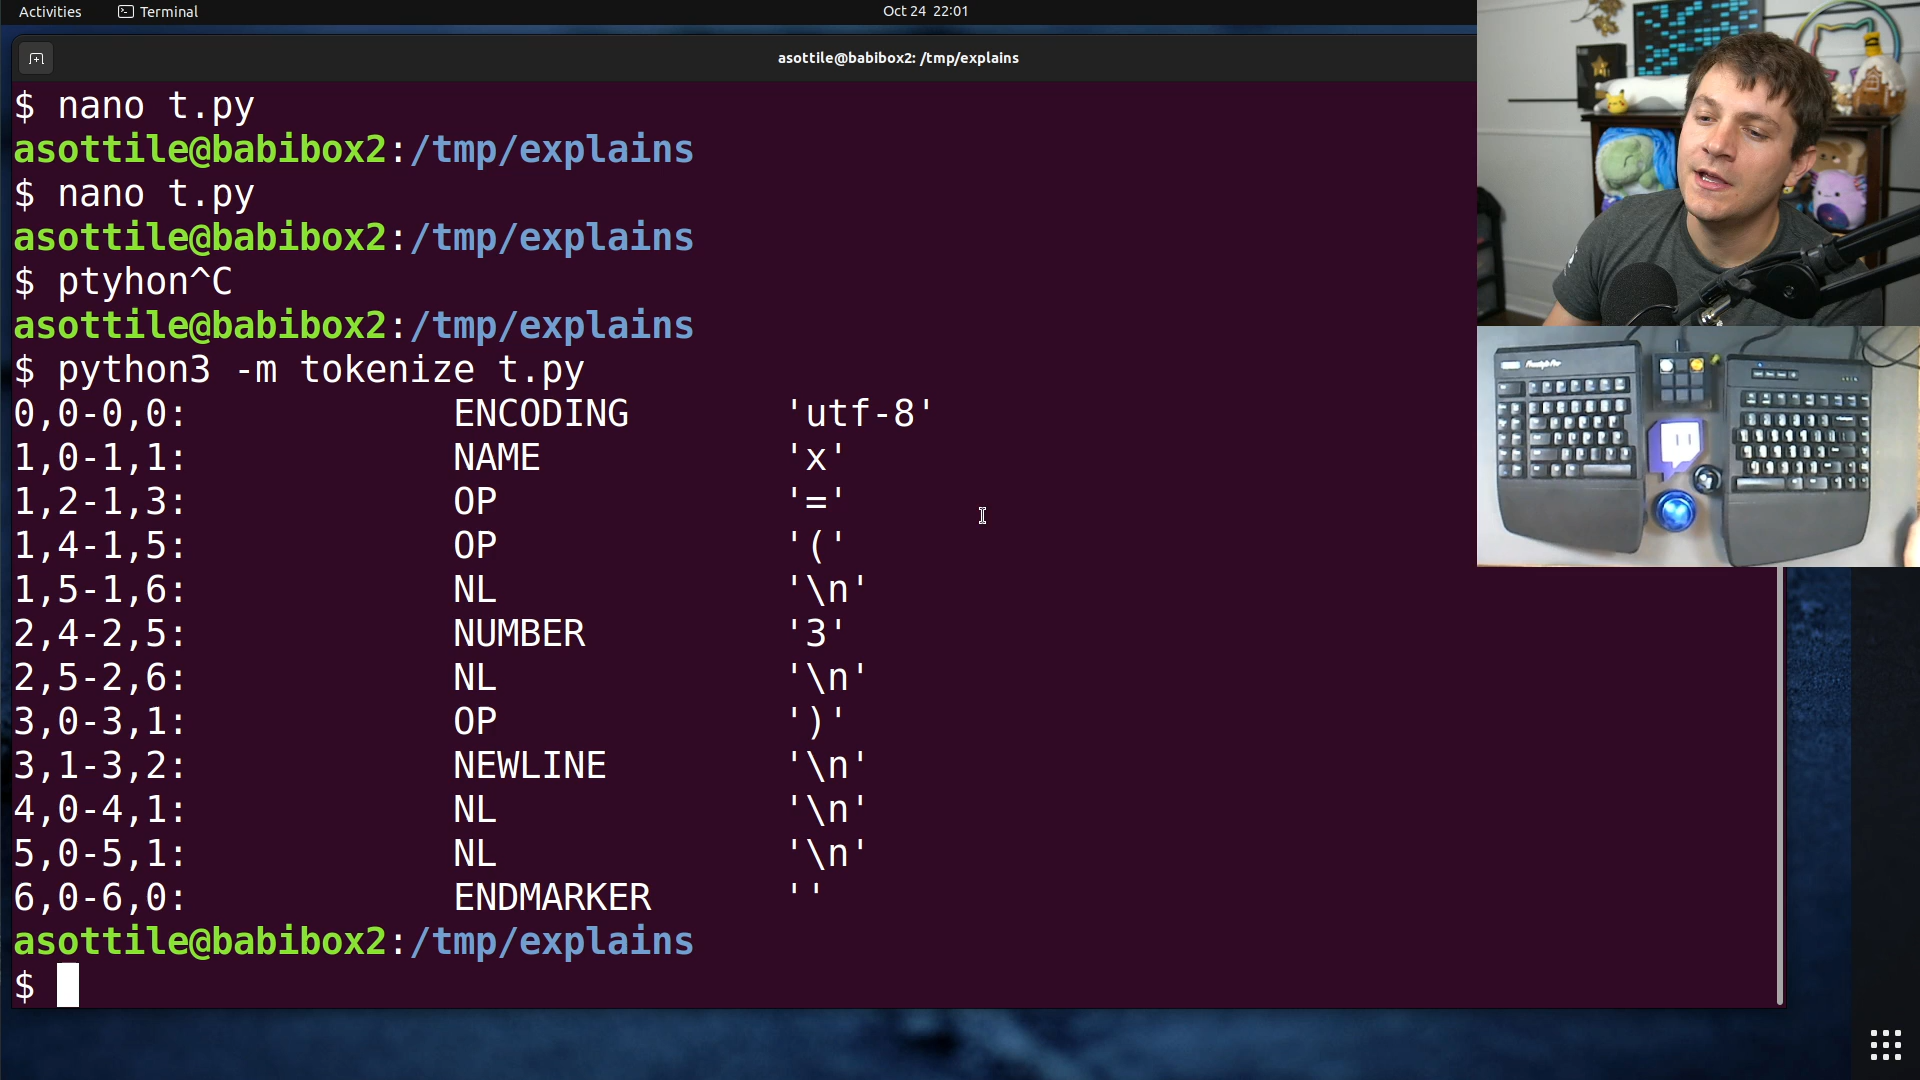 Activities
Terminal
Oct 24 22:01
asottile@babibox2: /tmp/explains
$ nano t.py
asottile@babibox2:/tmp/explains
$ nano t.py
asottile@babibox2:/tmp/explains
$ ptyhon^C
asottile@babibox2:/tmp/explains
$ python3 -m tokenize t.py
0,0-0,0: ENCODING 'utf-8'
1,0-1,1: NAME 'x'
1,2-1,3: OP '='
1,4-1,5: OP '('
1,5-1,6: NL '\n'
2,4-2,5: NUMBER '3'
2,5-2,6: NL '\n'
3,0-3,1: OP ')'
3,1-3,2: NEWLINE '\n'
4,0-4,1: NL '\n'
5,0-5,1: NL '\n'
6,0-6,0: ENDMARKER ''
asottile@babibox2:/tmp/explains
$